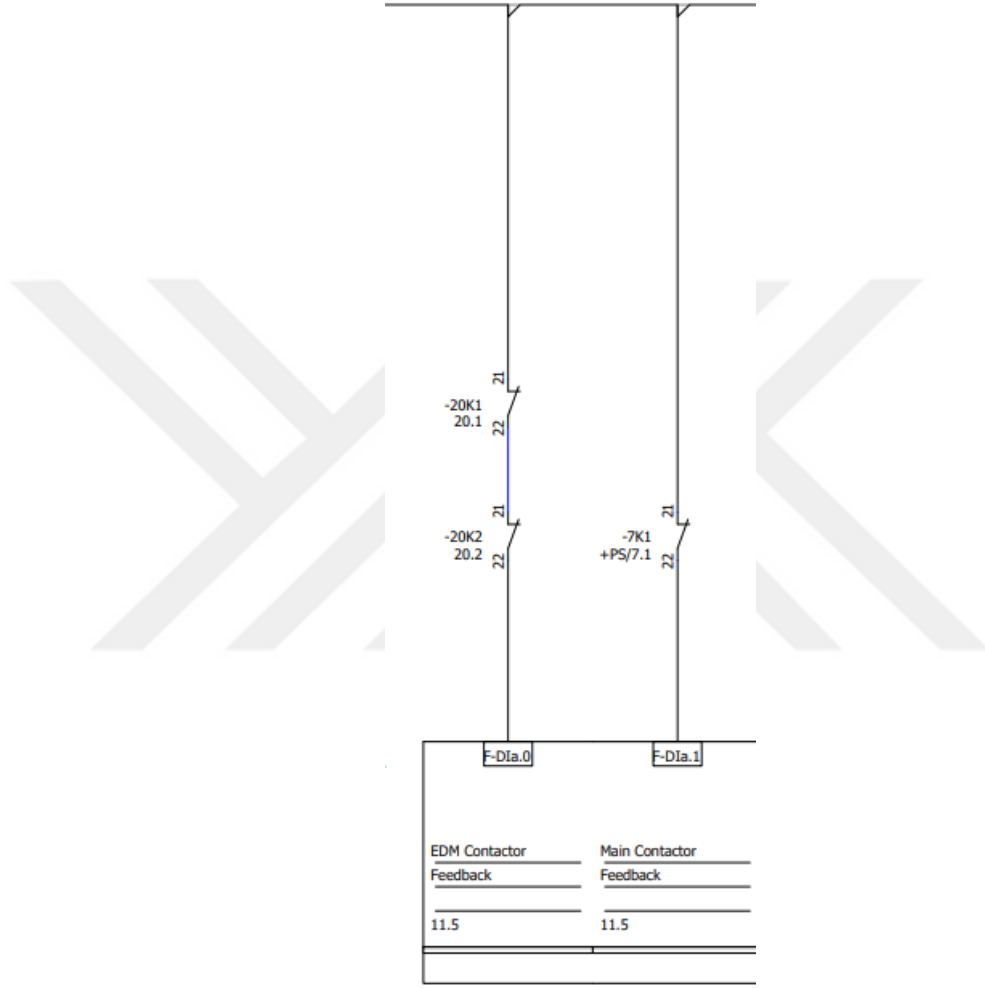 21
-20K1
20.1
22
21
-20K2
20.2
22
21
-7K1
+PS/7.1
22
F-DIa.0
F-DIa.1
EDM Contactor
Feedback
11.5
Main Contactor
Feedback
11.5